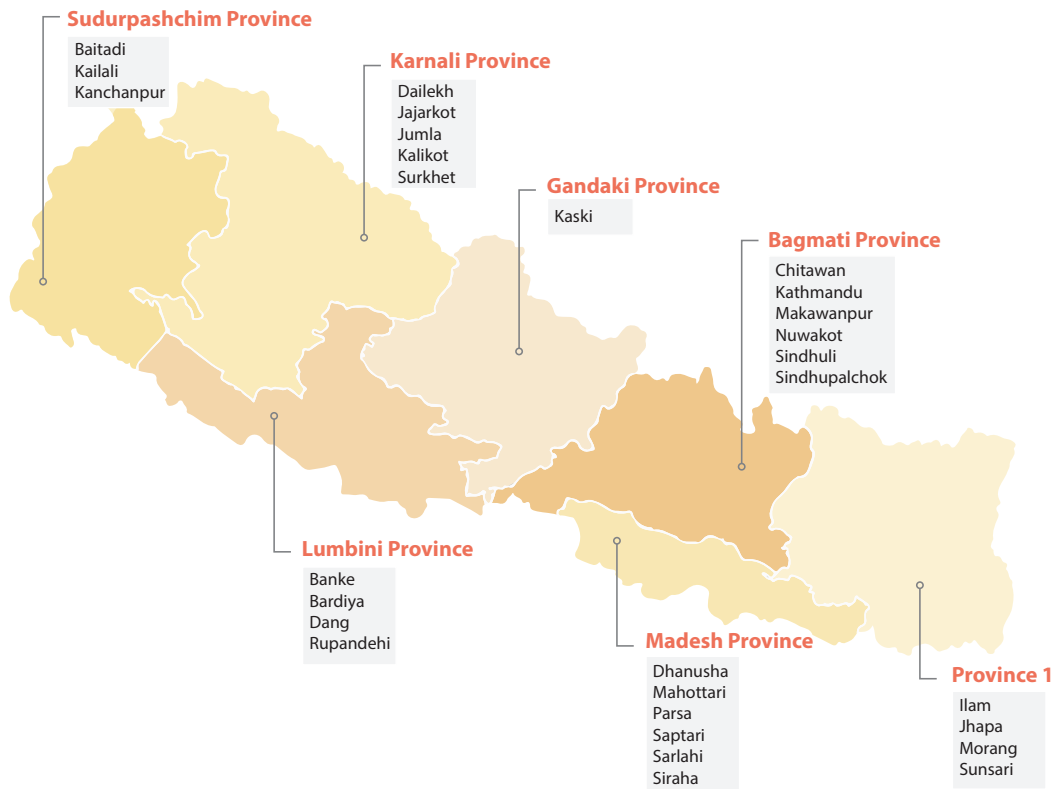 Sudurpashchim Province
Baitadi
Kailali
Kanchanpur
Karnali Province
Dailekh
Jajarkot
Jumla
Kalikot
Surkhet
Gandaki Province
Kaski
Bagmati Province
Chitawan
Kathmandu
Makawanpur
Nuwakot
Sindhuli
Sindhupalchok
Lumbini Province
Banke
Bardiya
Dang
Rupandehi
Madesh Province
Dhanusha
Mahottari
Parsa
Saptari
Sarlahi
Siraha
Province 1
Ilam
Jhapa
Morang
Sunsari